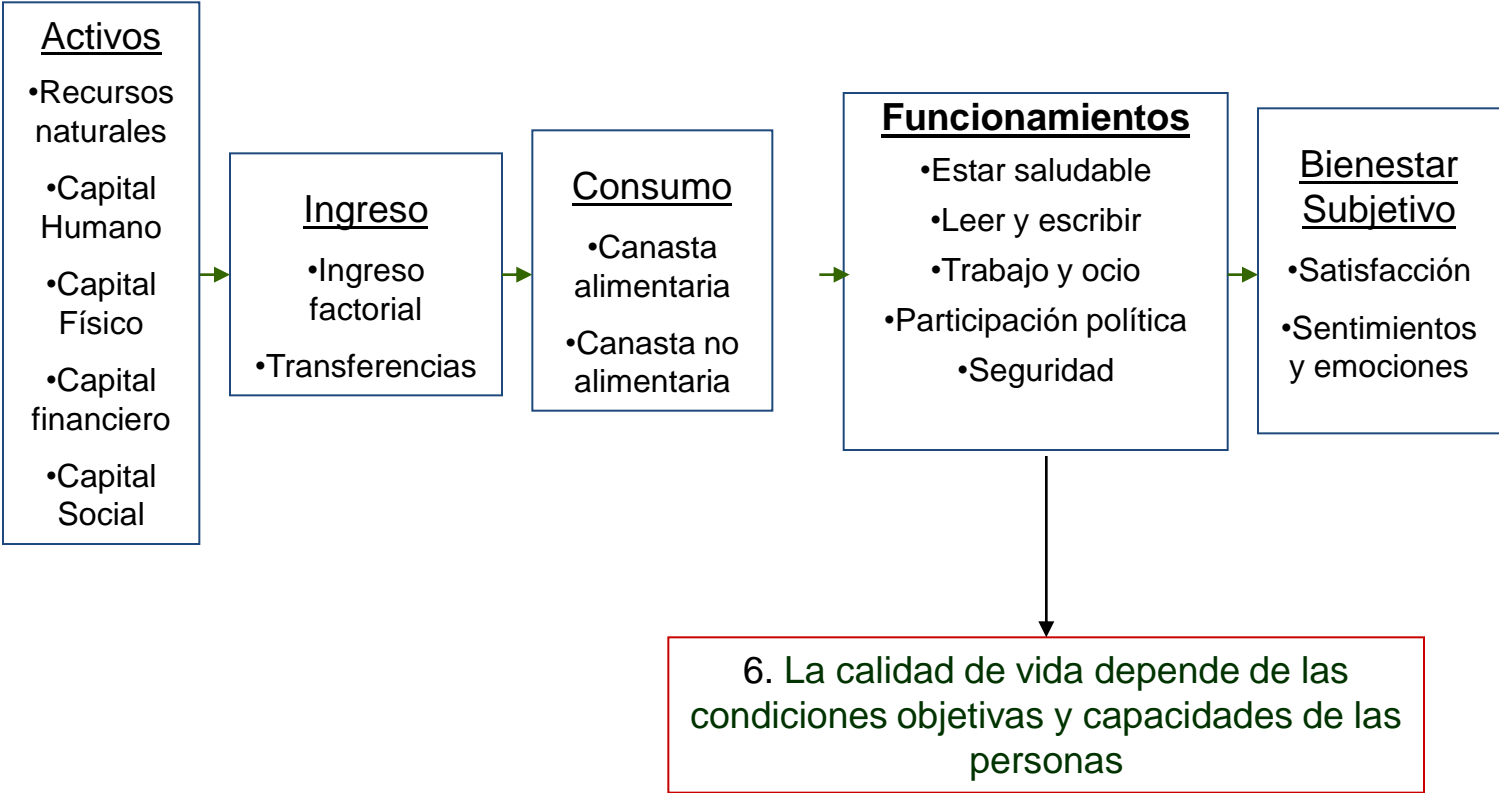 Activos
•Recursos
naturales
•Capital
Humano
•Capital
Físico
•Capital
financiero
•Capital
Social
Ingreso
•Ingreso
factorial
•Transferencias
Consumo
•Canasta
alimentaria
•Canasta no
alimentaria
Funcionamientos
•Estar saludable
•Leer y escribir
•Trabajo y ocio
•Participación política
•Seguridad
Bienestar
Subjetivo
•Satisfacción
•Sentimientos
y emociones
6. La calidad de vida depende de las
condiciones objetivas y capacidades de las
personas